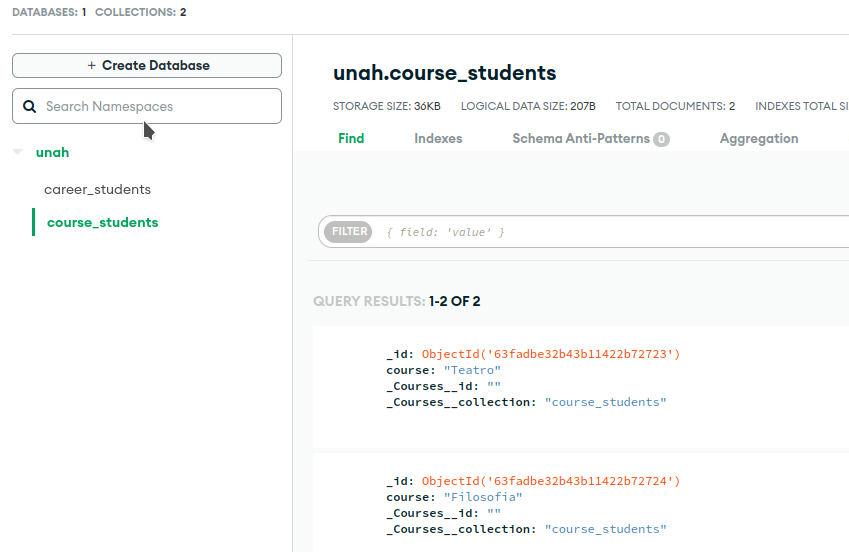 DATABASES: 1 COLLECTIONS: 2
+ Create Database
Search Namespaces
unah
career_students
course_students
unah.course_students
STORAGE SIZE: 36KB LOGICAL DATA SIZE: 207B TOTAL DOCUMENTS: 2 INDEXES TOTAL SI
Find Indexes Schema Anti-Patterns 0 Aggregation
FILTER { field: 'value' }
QUERY RESULTS: 1-2 OF 2
_id: ObjectId('63fadbe32b43b11422b72723')
course: "Teatro"
_Courses__id: ""
_Courses__collection: "course_students"
_id: ObjectId('63fadbe32b43b11422b72724')
course: "Filosofia"
_Courses__id: ""
_Courses__collection: "course_students"